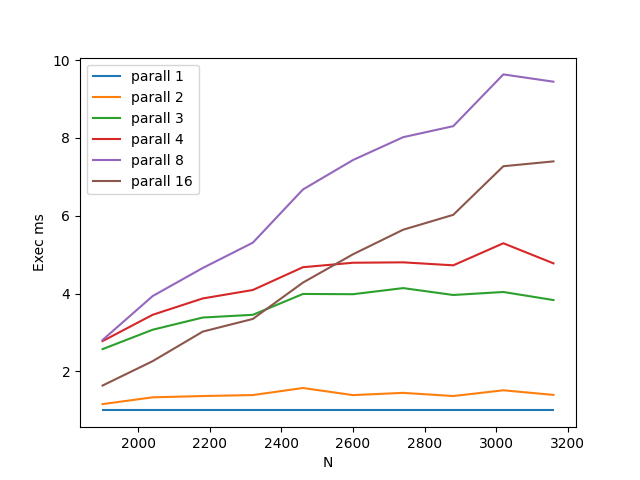 10
8
6
4
2
Exec ms
parall 1
parall 2
parall 3
parall 4
parall 8
parall 16
2000 2200 2400 2600 2800 3000 3200
N